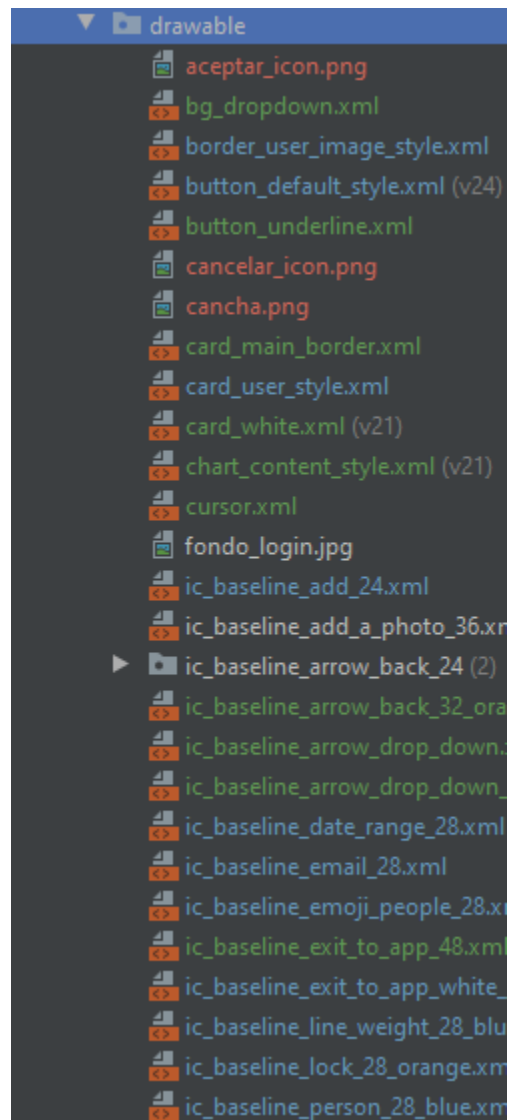 drawable
aceptar_icon.png
bg_dropdown.xml
border_user_image_style.xml
button_default_style.xml (v24)
button_underline.xml
cancelar_icon.png
cancha.png
card_main_border.xml
card_user_style.xml
card_white.xml (v21)
chart_content_style.xml (v21)
cursor.xml
fondo_login.jpg
ic_baseline_add_24.xml
ic_baseline_add_a_photo_36.xm
ic_baseline_arrow_back_24 (2)
ic_baseline_arrow_back_32_ora
ic_baseline_arrow_drop_down.
ic_baseline_arrow_drop_down_
ic_baseline_date_range_28.xml
ic_baseline_email_28.xml
ic_baseline_emoji_people_28.xm
ic_baseline_exit_to_app_48.xml
ic_baseline_exit_to_app_white_
ic_baseline_line_weight_28_blu
ic_baseline_lock_28_orange.xm
ic_baseline_person_28_blue.xm